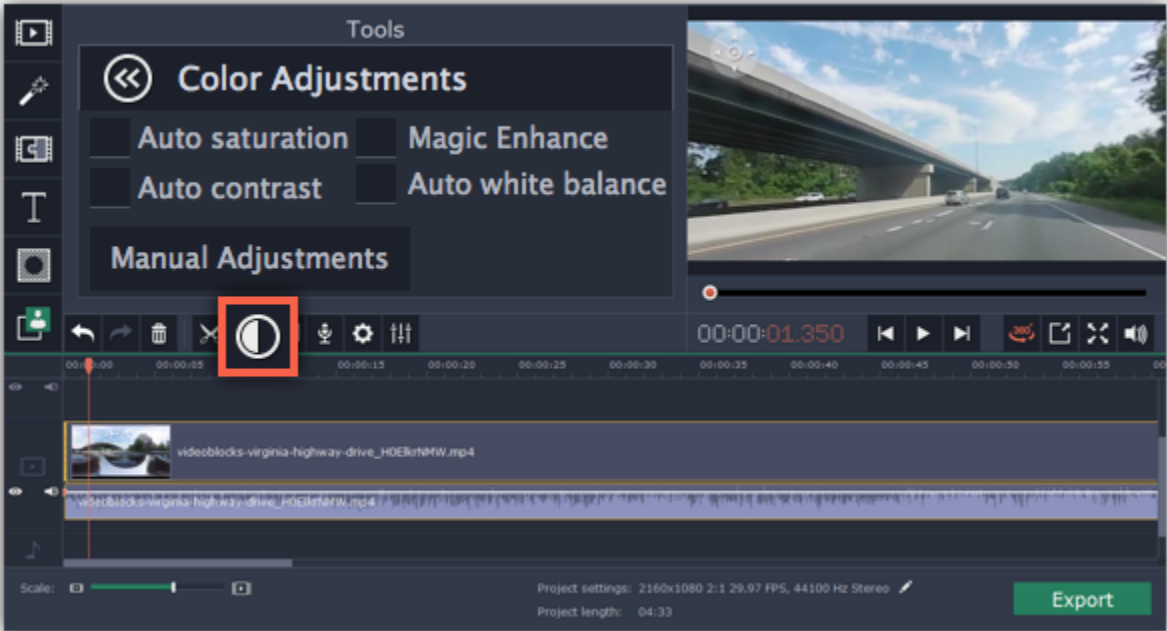 Tools
Color Adjustments
Auto saturation
Magic Enhance
Auto contrast
Auto white balance
Manual Adjustments
T
360°
00:00:01.350
00:00:00
00:00:05
00:00:15
00:00:20
00:00:25
00:00:30
00:00:35
00:00:40
00:00:45
00:00:50
00:00:55
videoblocks-virginia-highway-drive_H0ElkrNMW.mp4
videoblocks-virginia-highway-drive_H0ElkrNMW.mp4
Scale:
Project settings: 2160x1080 2:1 29.97 FPS, 44100 Hz Stereo
Project length: 04:33
Export